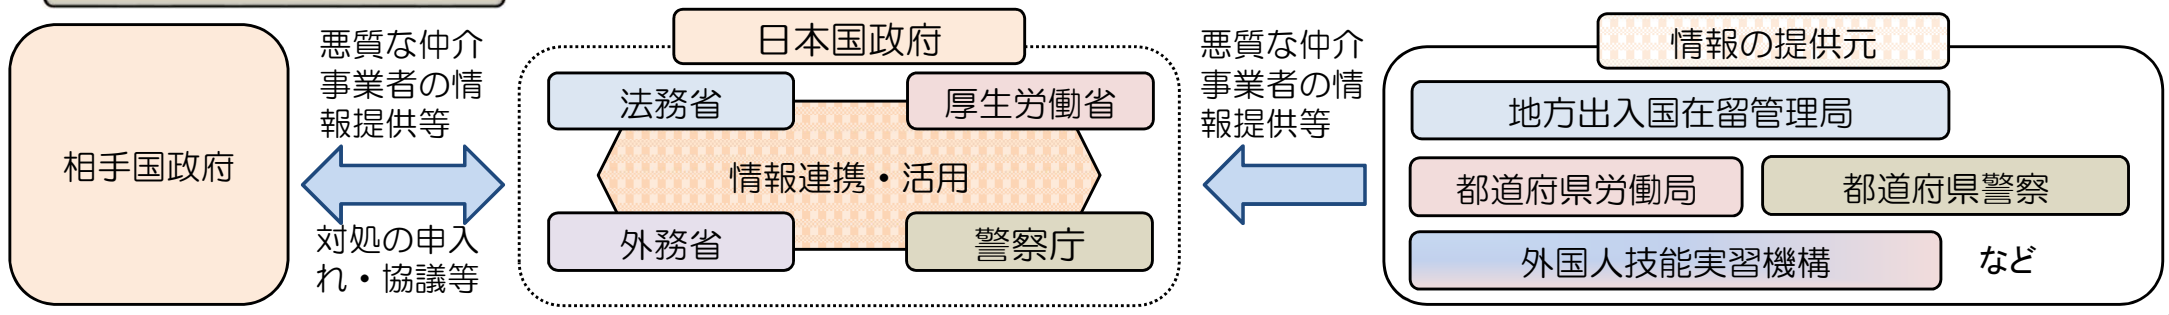 相手国政府
悪質な仲介
事業者の情
報提供等
対処の申入
れ・協議等
日本国政府
法務省
厚生労働省
情報連携・活用
外務省
警察庁
悪質な仲介
事業者の情
報提供等
情報の提供元
地方出入国在留管理局
都道府県労働局
都道府県警察
外国人技能実習機構
など